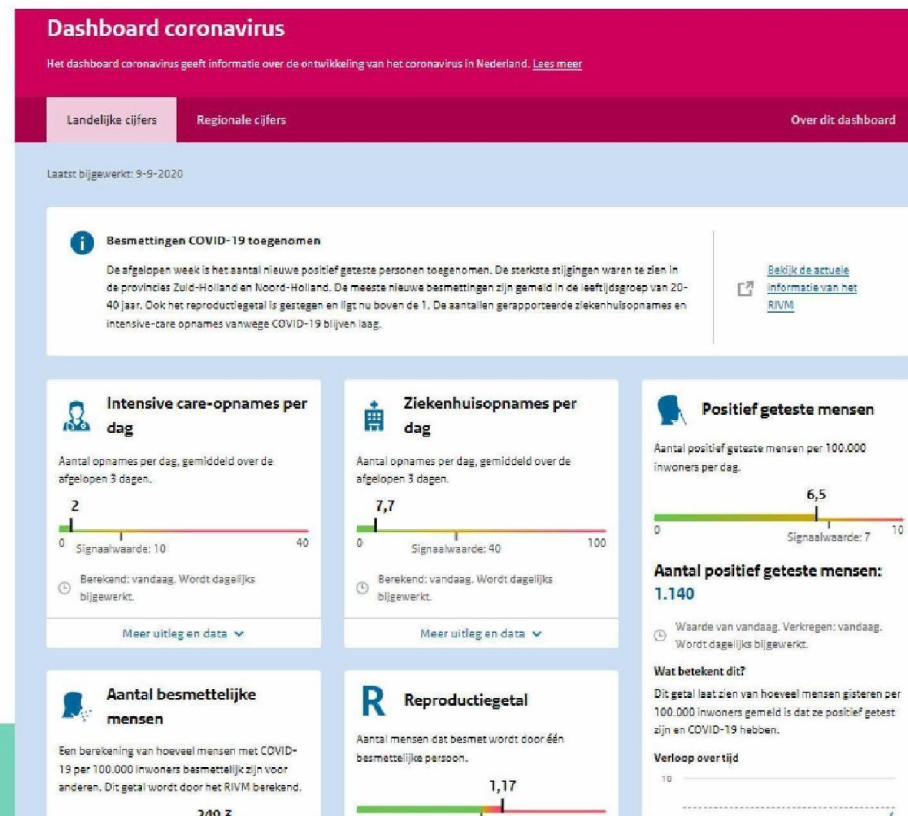 Dashboard coronavirus
Het dashboard coronavirus geeft informatie over de ontwikkeling van het coronavirus in Nederland. Lees meer
Landelijke cijfers
Regionale cijfers
Over dit dashboard
Laatst bijgewerkt: 9-9-2020
Besmettingen COVID-19 toegenomen
De afgelopen week is het aantal nieuwe positief geteste personen toegenomen. De sterkste stijgingen waren te zien in
de provincies Zuid-Holland en Noord-Holland. De meeste nieuwe besmettingen zijn gemeld in de leeftijdsgroep van 20-
40 jaar. Ook het reproductiegetal is gestegen en ligt nu boven de 1. De aantallen gerapporteerde ziekenhuisopnames en
intensive-care opnames vanwege COVID-19 blijven laag.
Bekijk de actuele
informatie van het
RIVM
Intensive care-opnames per
dag
Aantal opnames per dag, gemiddeld over de
afgelopen 3 dagen.
2
0
Signaalwaarde: 10
40
Berekend: vandaag. Wordt dagelijks
bijgewerkt.
Meer uitleg en data
Ziekenhuisopnames per
dag
Aantal opnames per dag, gemiddeld over de
afgelopen 3 dagen.
7,7
0
Signaalwaarde: 40
100
Berekend: vandaag. Wordt dagelijks
bijgewerkt.
Meer uitleg en data
Positief geteste mensen
Aantal positief geteste mensen per 100.000
inwoners per dag.
6,5
0
Signaalwaarde: 7
10
Aantal positief geteste mensen:
1.140
Waarde van vandaag. Verkregen: vandaag.
Wordt dagelijks bijgewerkt.
Wat betekent dit?
Dit getal laat zien van hoeveel mensen gisteren per
100.000 inwoners gemeld is dat ze positief getest
zijn en COVID-19 hebben.
Verloop over tijd
10
Aantal besmettelijke
mensen
Een berekening van hoeveel mensen met COVID-
19 per 100.000 inwoners besmettelijk zijn voor
anderen. Dit getal wordt door het RIVM berekend.
R
Reproductiegetal
Aantal mensen dat besmet wordt door één
besmettelijke persoon.
1,17